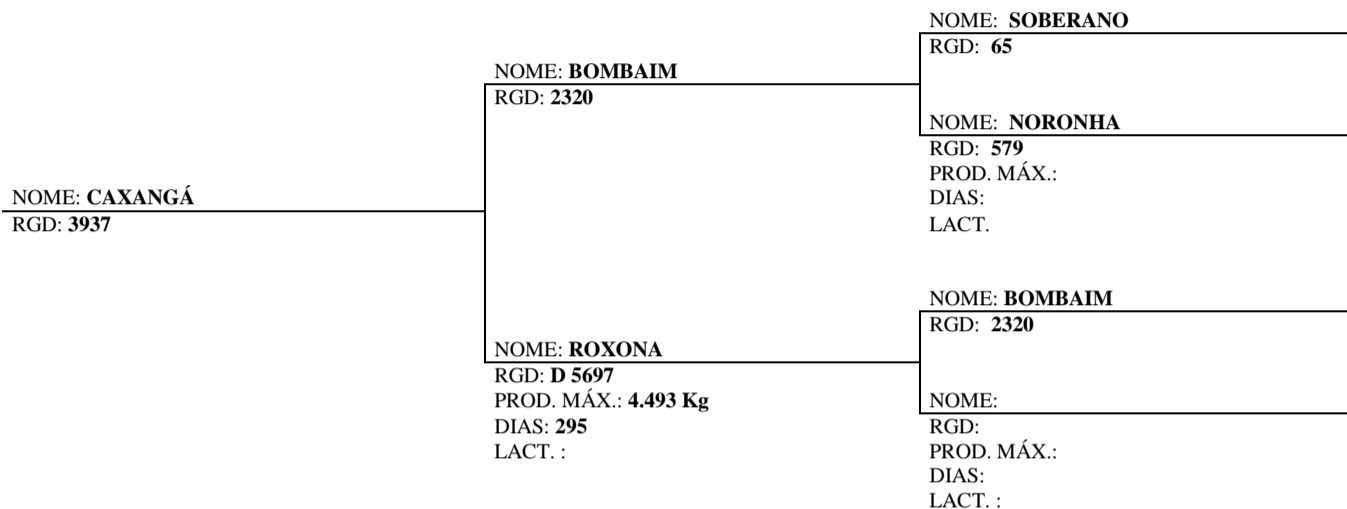 NOME: SOBERANO
RGD: 65
NOME: BOMBAIM
RGD: 2320
NOME: NORONHA
RGD: 579
PROD. MÁX.:
DIAS:
LACT.
NOME: CAXANGÁ
RGD: 3937
NOME: BOMBAIM
RGD: 2320
NOME: ROXONA
RGD: D 5697
PROD. MÁX.: 4.493 Kg
DIAS: 295
LACT. :
NOME:
RGD:
PROD. MÁX.:
DIAS:
LACT. :